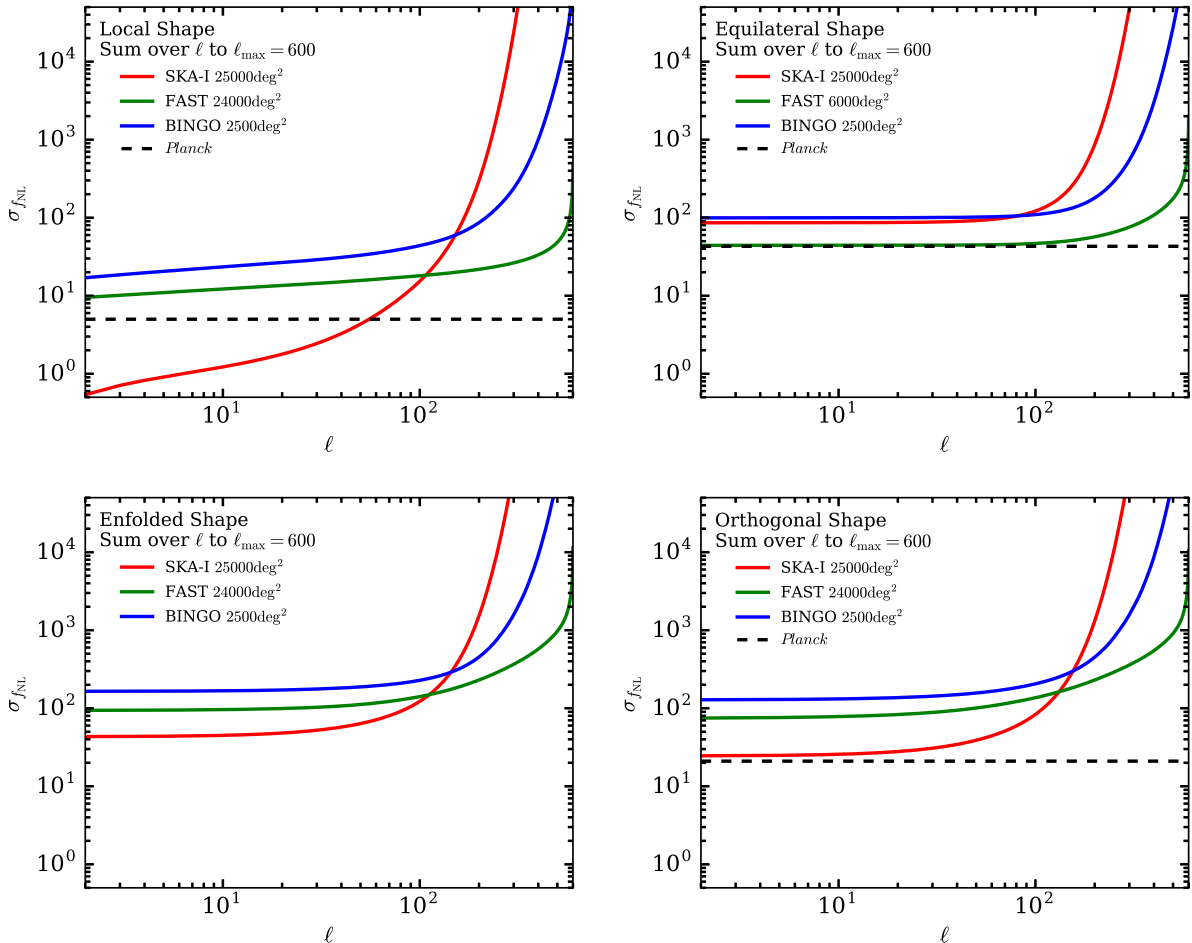 Local Shape
Sum over ℓ to ℓmax = 600
SKA-I 25000deg²
FAST 24000deg²
BINGO 2500deg²
Planck
10⁴
10³
10²
10¹
10⁰
σ_fNL
10¹ 10²
ℓ
Equilateral Shape
Sum over ℓ to ℓmax = 600
SKA-I 25000deg²
FAST 6000deg²
BINGO 2500deg²
Planck
10⁴
10³
10²
10¹
10⁰
σ_fNL
10¹ 10²
ℓ
Enfolded Shape
Sum over ℓ to ℓmax = 600
SKA-I 25000deg²
FAST 24000deg²
BINGO 2500deg²
10⁴
10³
10²
10¹
10⁰
σ_fNL
10¹ 10²
ℓ
Orthogonal Shape
Sum over ℓ to ℓmax = 600
SKA-I 25000deg²
FAST 24000deg²
BINGO 2500deg²
Planck
10⁴
10³
10²
10¹
10⁰
σ_fNL
10¹ 10²
ℓ